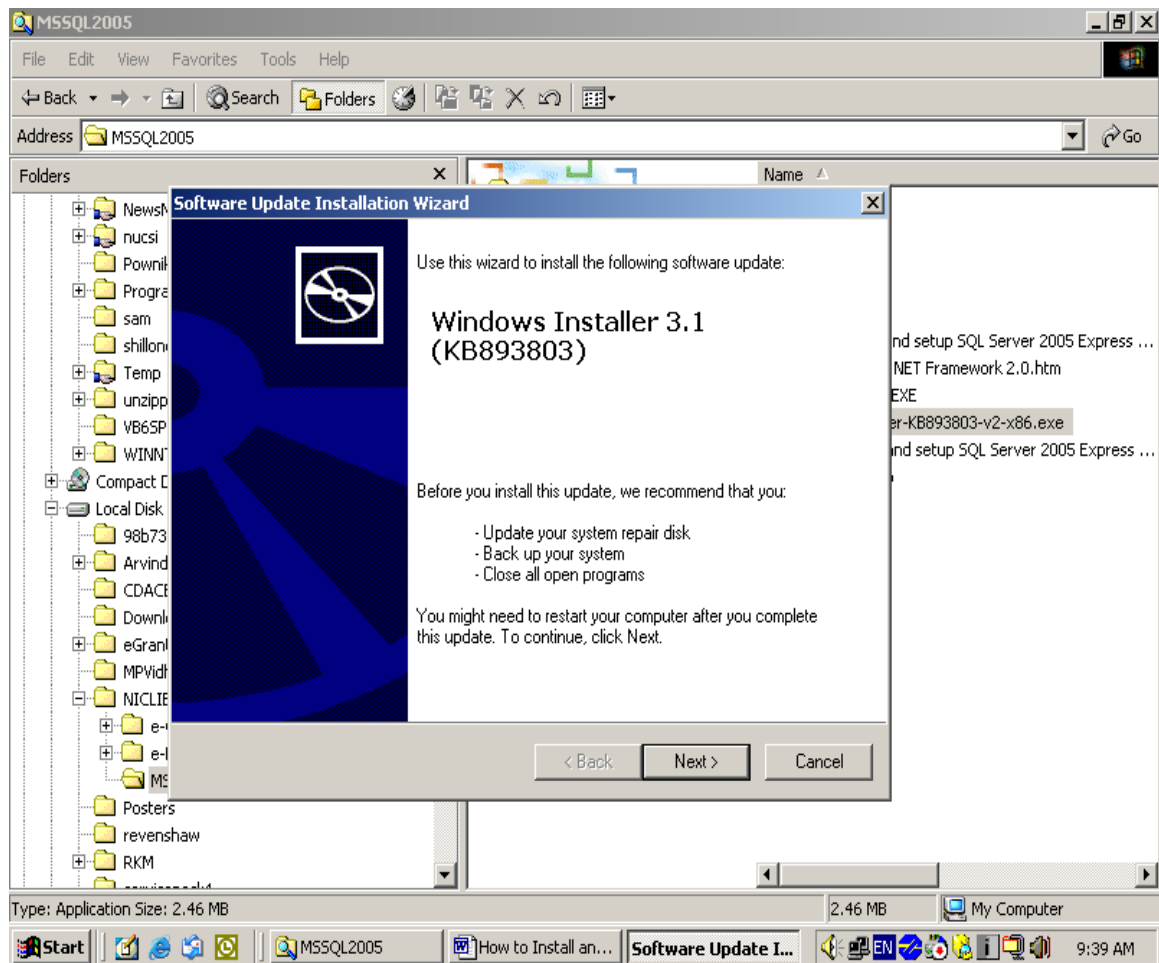 MSSQL2005
File Edit View Favorites Tools Help
Back Search Folders
Address MSSQL2005 Go
Folders
Name
NewsN
nucsi
Pownik
Progra
sam
shillon
Temp
unzipp
VB6SP
WINNT
Compact D
Local Disk
98b73
Arvind
CDACE
Downl
eGrant
MPVidh
NICLIE
e-
e-
MS
Posters
revenshaw
RKM
Software Update Installation Wizard
Use this wizard to install the following software update:
Windows Installer 3.1
(KB893803)
Before you install this update, we recommend that you:
- Update your system repair disk
- Back up your system
- Close all open programs
You might need to restart your computer after you complete
this update. To continue, click Next.
< Back Next > Cancel
nd setup SQL Server 2005 Express ...
NET Framework 2.0.htm
EXE
er-KB893803-v2-x86.exe
nd setup SQL Server 2005 Express ...
Type: Application Size: 2.46 MB 2.46 MB My Computer
Start MSSQL2005 How to Install an... Software Update I... EN 9:39 AM